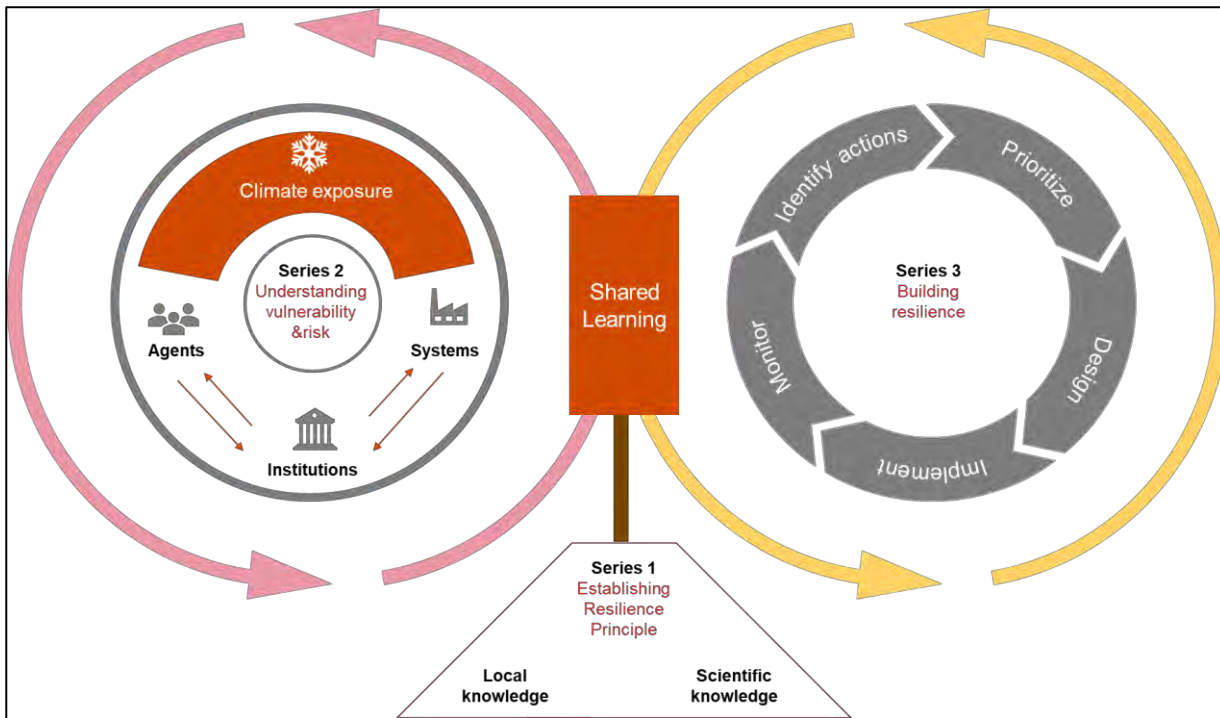 Climate exposure
Series 2
Understanding
vulnerability
&risk
Agents
Systems
Institutions
Shared
Learning
Identify actions
Prioritize
Design
Implement
Monitor
Series 3
Building
resilience
Series 1
Establishing
Resilience
Principle
Local
knowledge
Scientific
knowledge